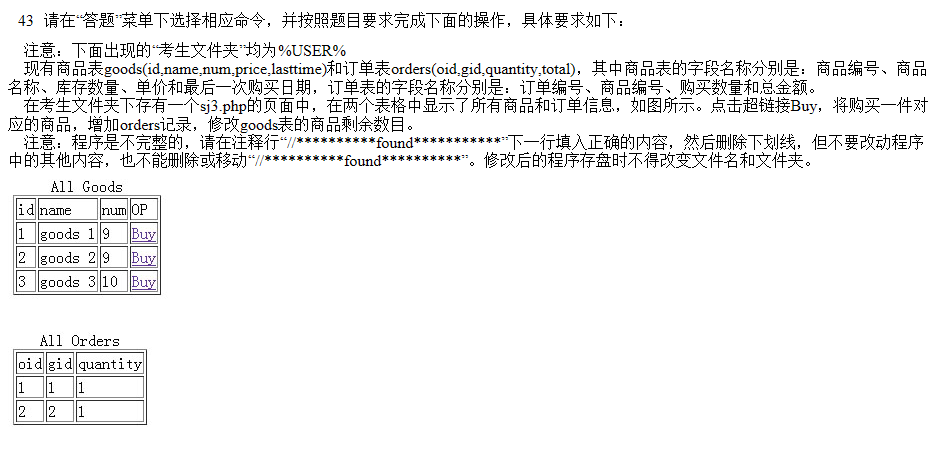 43 请在“答题”菜单下选择相应命令，并按照题目要求完成下面的操作，具体要求如下：
注意：下面出现的“考生文件夹”均为%USER%
现有商品表goods(id,name,num,price,lasttime)和订单表orders(oid,gid,quantity,total)，其中商品表的字段名称分别是：商品编号、商品
名称、库存数量、单价和最后一次购买日期，订单表的字段名称分别是：订单编号、商品编号、购买数量和总金额。
在考生文件夹下存有一个sj3.php的页面中，在两个表格中显示了所有商品和订单信息，如图所示。点击超链接Buy，将购买一件对
应的商品，增加orders记录，修改goods表的商品剩余数目。
注意：程序是不完整的，请在注释行“//**********found***********”下一行填入正确的内容，然后删除下划线，但不要改动程序
中的其他内容，也不能删除或移动“//**********found**********”。修改后的程序存盘时不得改变文件名和文件夹。
All Goods
id name num OP
1 goods 1 9 Buy
2 goods 2 9 Buy
3 goods 3 10 Buy
All Orders
oid gid quantity
1 1 1
2 2 1